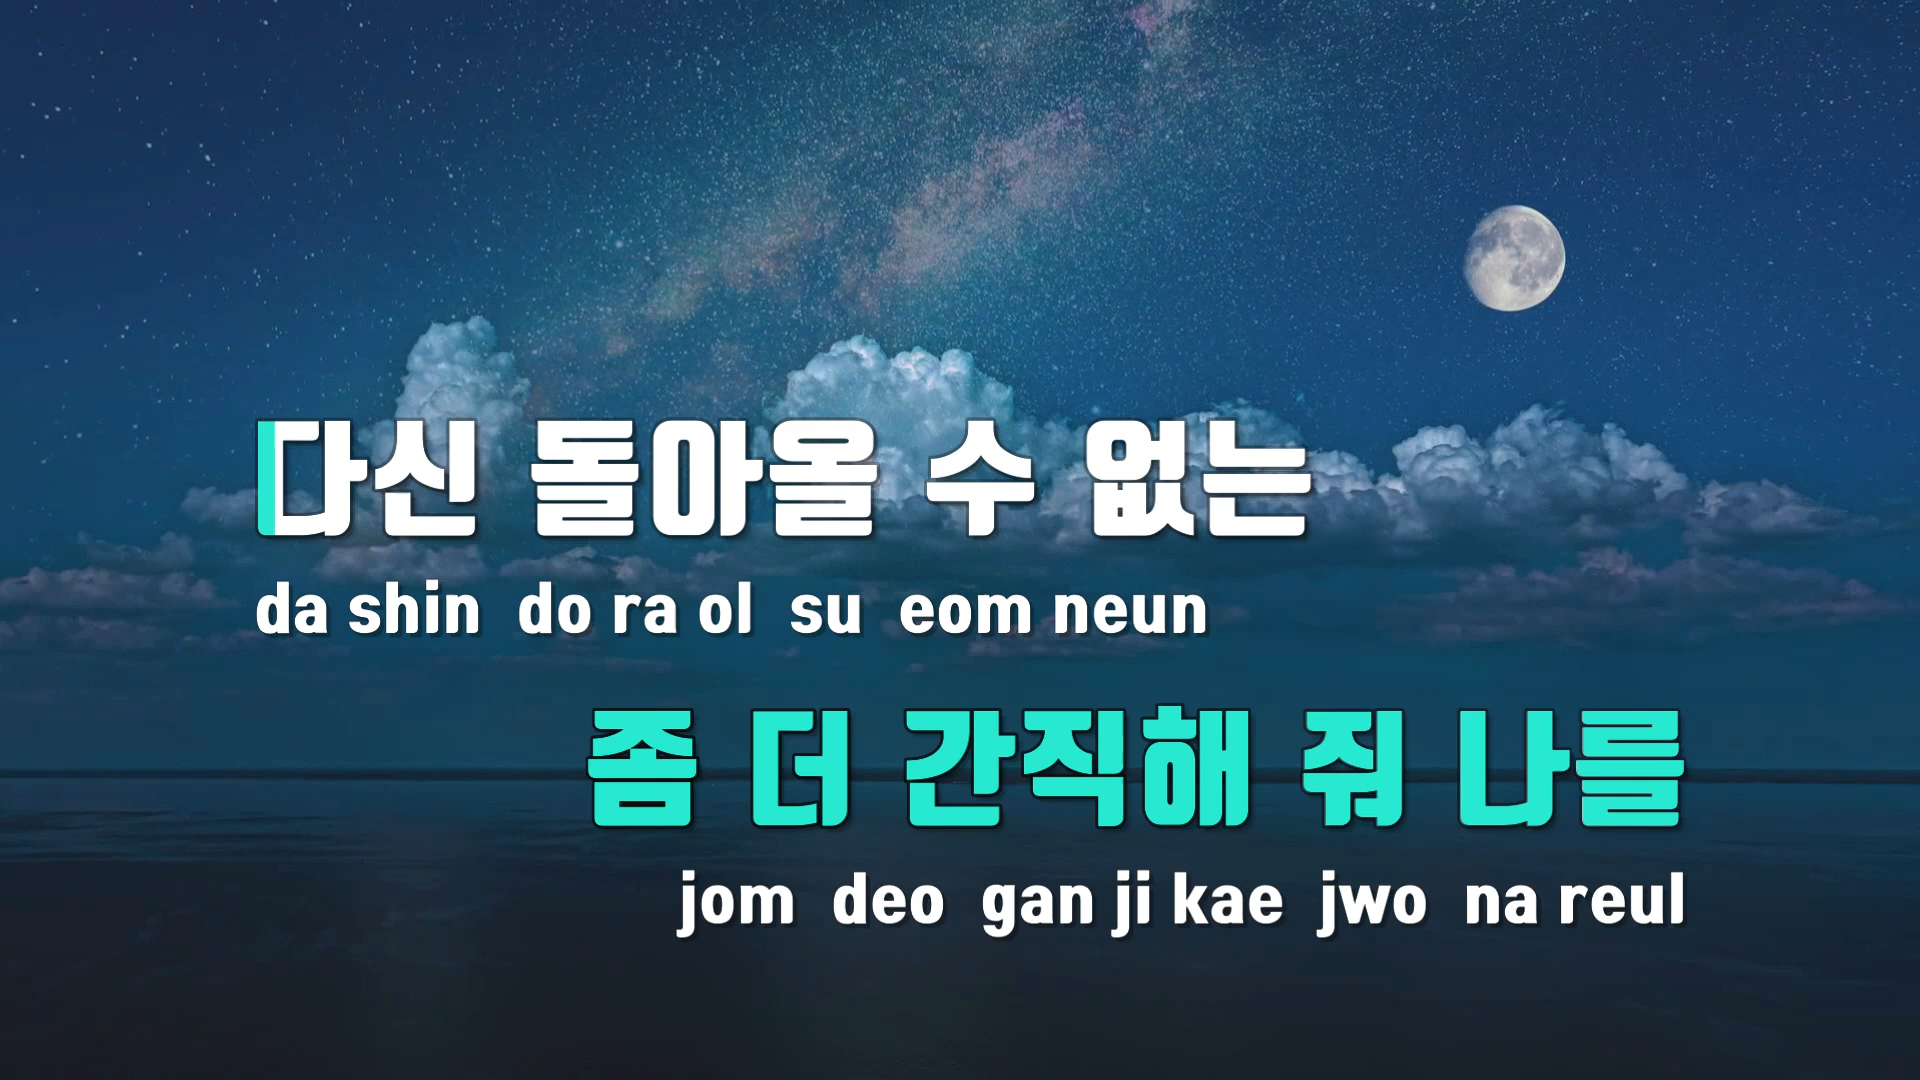 다신 돌아올 수 없는
da shin do ra ol su eom neun
좀 더 간직해 줘 나를
jom deo gan ji kae jwo na reul